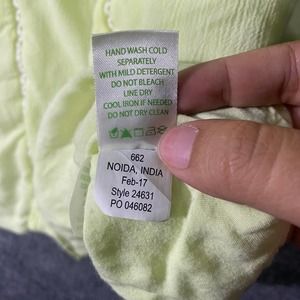 HAND WASH COLD
SEPARATELY
WITH MILD DETERGENT
DO NOT BLEACH
LINE DRY
COOL IRON IF NEEDED
DO NOT DRY CLEAN
662
NOIDA, INDIA
Feb-17
Style 24631
PO 046082